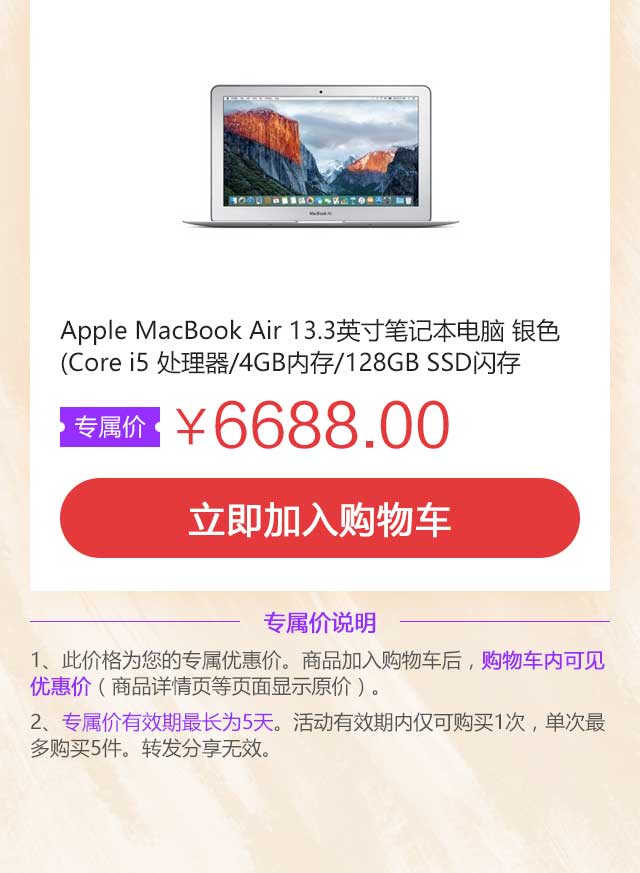 MacBook Air
Apple MacBook Air 13.3英寸笔记本电脑 银色
(Core i5 处理器/4GB内存/128GB SSD闪存
专属价 ￥6688.00
立即加入购物车
专属价说明
1、此价格为您的专属优惠价。商品加入购物车后，购物车内可见
优惠价（商品详情页等页面显示原价）。
2、专属价有效期最长为5天。活动有效期内仅可购买1次，单次最
多购买5件。转发分享无效。